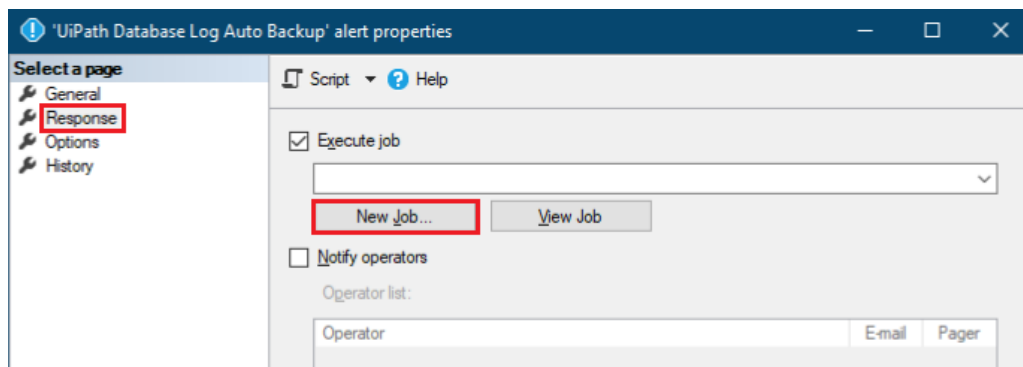 'UiPath Database Log Auto Backup' alert properties
Select a page
General
Response
Options
History
Script
Help
Execute job
New Job...
View Job
Notify operators
Operator list:
Operator E-mail Pager